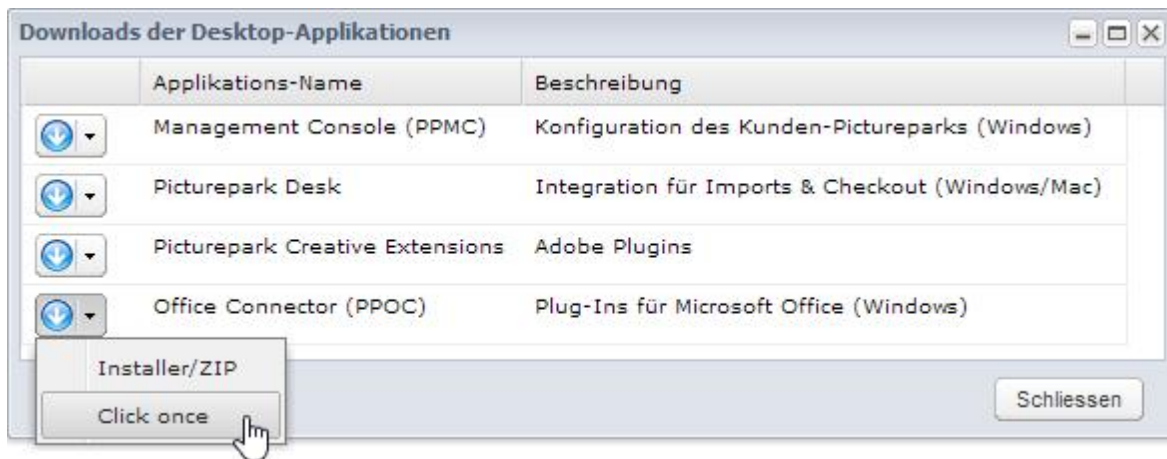 Downloads der Desktop-Applikationen
Applikations-Name Beschreibung
Management Console (PPMC) Konfiguration des Kunden-Pictureparks (Windows)
Picturepark Desk Integration für Imports & Checkout (Windows/Mac)
Picturepark Creative Extensions Adobe Plugins
Office Connector (PPOC) Plug-Ins für Microsoft Office (Windows)
Installer/ZIP
Click once
Schliessen